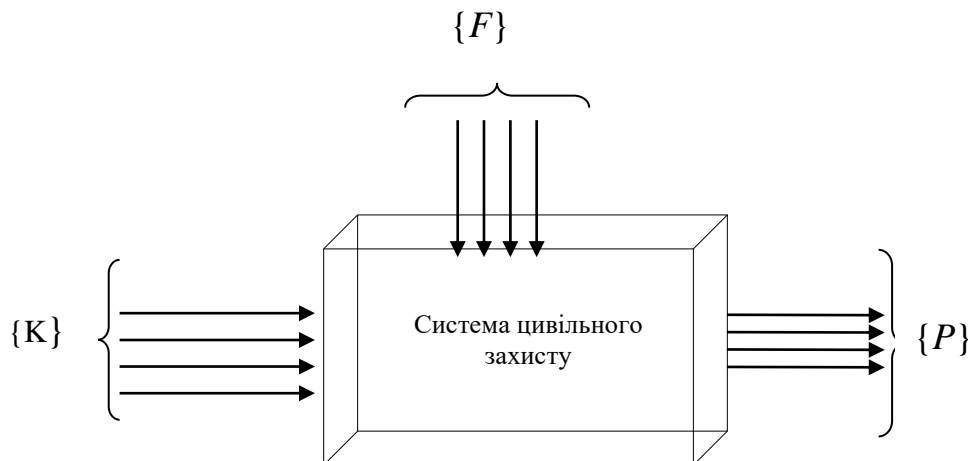 {F}
{K}
Система цивільного
захисту
{P}